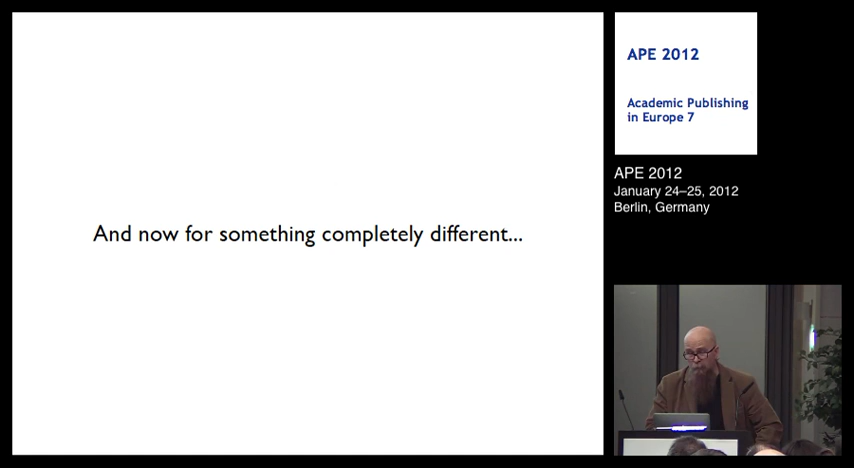 And now for something completely different...
APE 2012
Academic Publishing
in Europe 7
APE 2012
January 24–25, 2012
Berlin, Germany